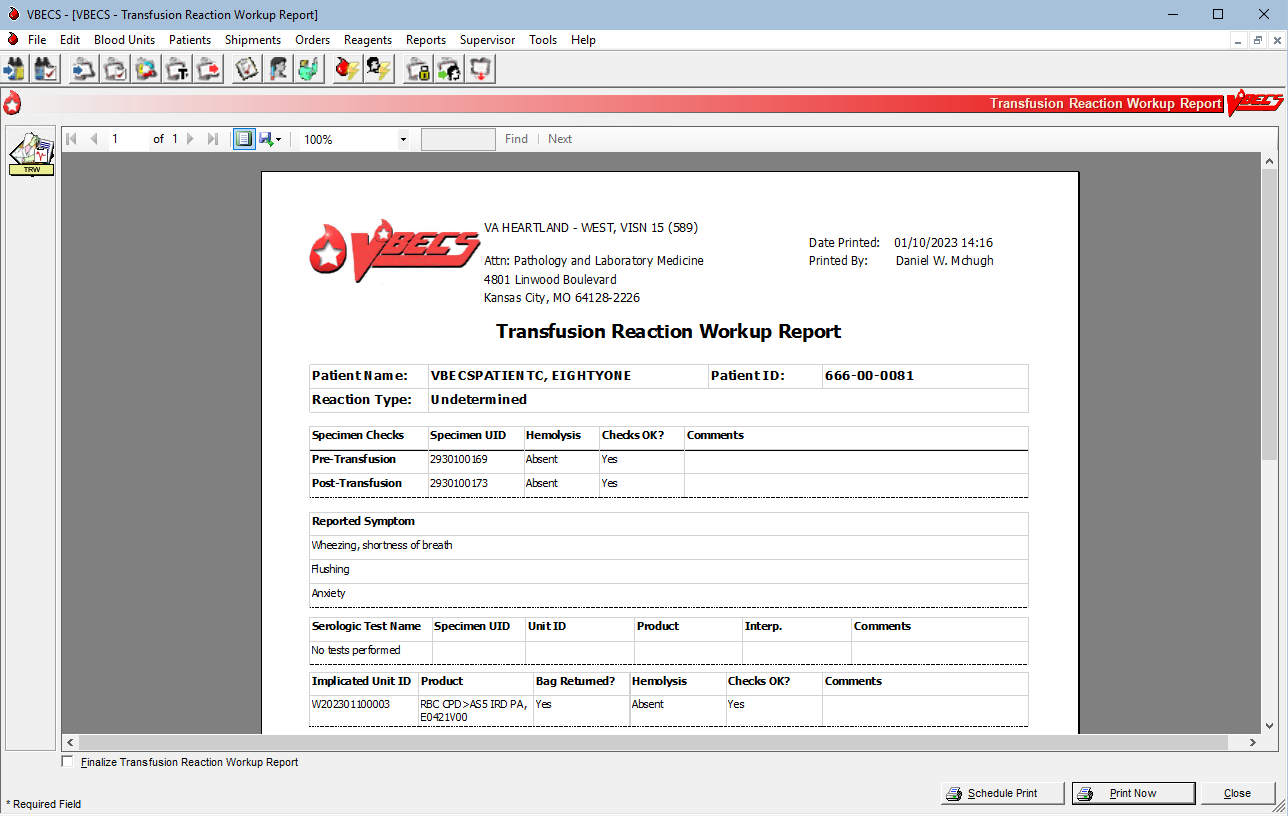 VBECS - [VBECS - Transfusion Reaction Workup Report]
File Edit Blood Units Patients Shipments Orders Reagents Reports Supervisor Tools Help
Transfusion Reaction Workup Report VBECS
TRW
1 of 1 100% Find | Next
VBECS
VA HEARTLAND - WEST, VISN 15 (589)
Date Printed: 01/10/2023 14:16
Attn: Pathology and Laboratory Medicine
Printed By: Daniel W. Mchugh
4801 Linwood Boulevard
Kansas City, MO 64128-2226
Transfusion Reaction Workup Report
Patient Name: VBECSPATIENTC, EIGHTYONE Patient ID: 666-00-0081
Reaction Type: Undetermined
Specimen Checks Specimen UID Hemolysis Checks OK? Comments
Pre-Transfusion 2930100169 Absent Yes
Post-Transfusion 2930100173 Absent Yes
Reported Symptom
Wheezing, shortness of breath
Flushing
Anxiety
Serologic Test Name Specimen UID Unit ID Product Interp. Comments
No tests performed
Implicated Unit ID Product Bag Returned? Hemolysis Checks OK? Comments
W202301100003 RBC CPD>AS5 IRD PA, Yes Absent Yes
E0421V00
Finalize Transfusion Reaction Workup Report
Schedule Print Print Now Close
* Required Field